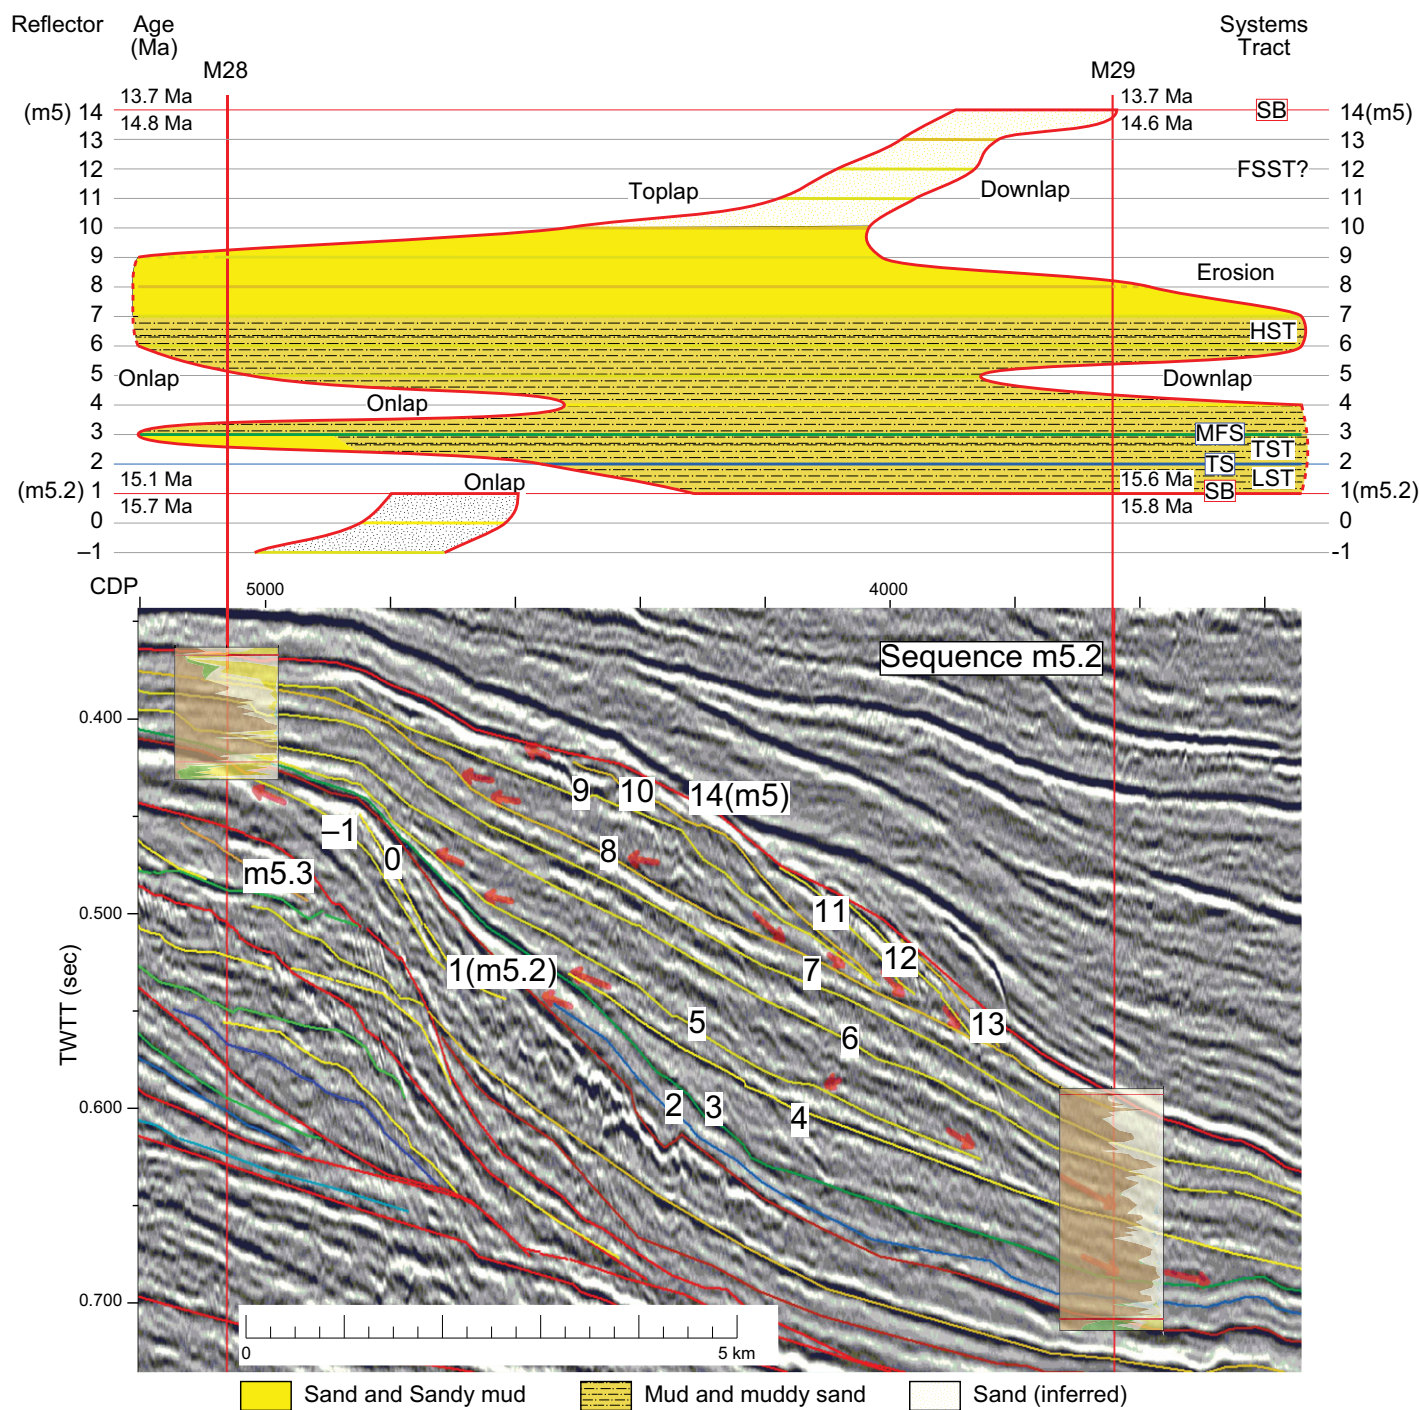 Reflector Age (Ma) Systems Tract
M28 M29
(m5) 14 13.7 Ma 13.7 Ma SB 14(m5)
14.8 Ma 14.6 Ma
13 13
12 FSST? 12
11 Toplap Downlap 11
10 10
9 9
8 Erosion 8
7 7
6 HST 6
5 Onlap Downlap 5
4 Onlap 4
3 MFS 3
TST
2 TS 2
15.1 Ma Onlap 15.6 Ma LST
(m5.2) 1 SB 1(m5.2)
15.7 Ma 15.8 Ma
0 0
–1 -1
CDP 5000 4000
Sequence m5.2
0.400
9 10 14(m5)
–1
8
0
m5.3
0.500
11
12
1(m5.2) 7
13
5
6
TWTT (sec)
0.600
2 3
4
0.700
0 5 km
Sand and Sandy mud Mud and muddy sand Sand (inferred)